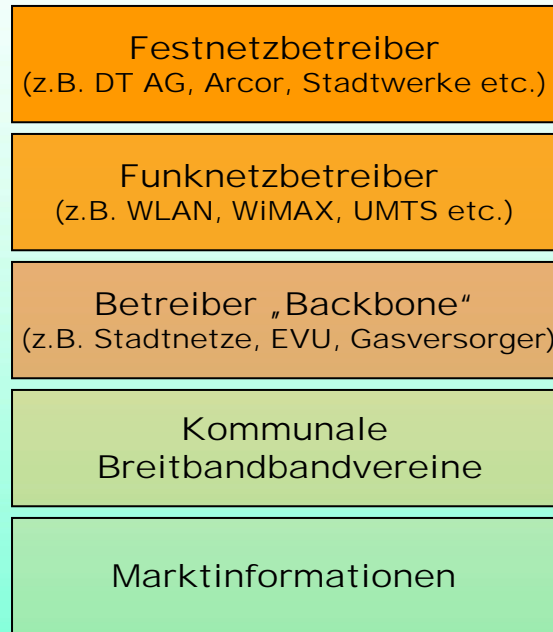 Festnetzbetreiber
(z.B. DT AG, Arcor, Stadtwerke etc.)
Funknetzbetreiber
(z.B. WLAN, WiMAX, UMTS etc.)
Betreiber „Backbone“
(z.B. Stadtnetze, EVU, Gasversorger)
Kommunale
Breitbandbandvereine
Marktinformationen